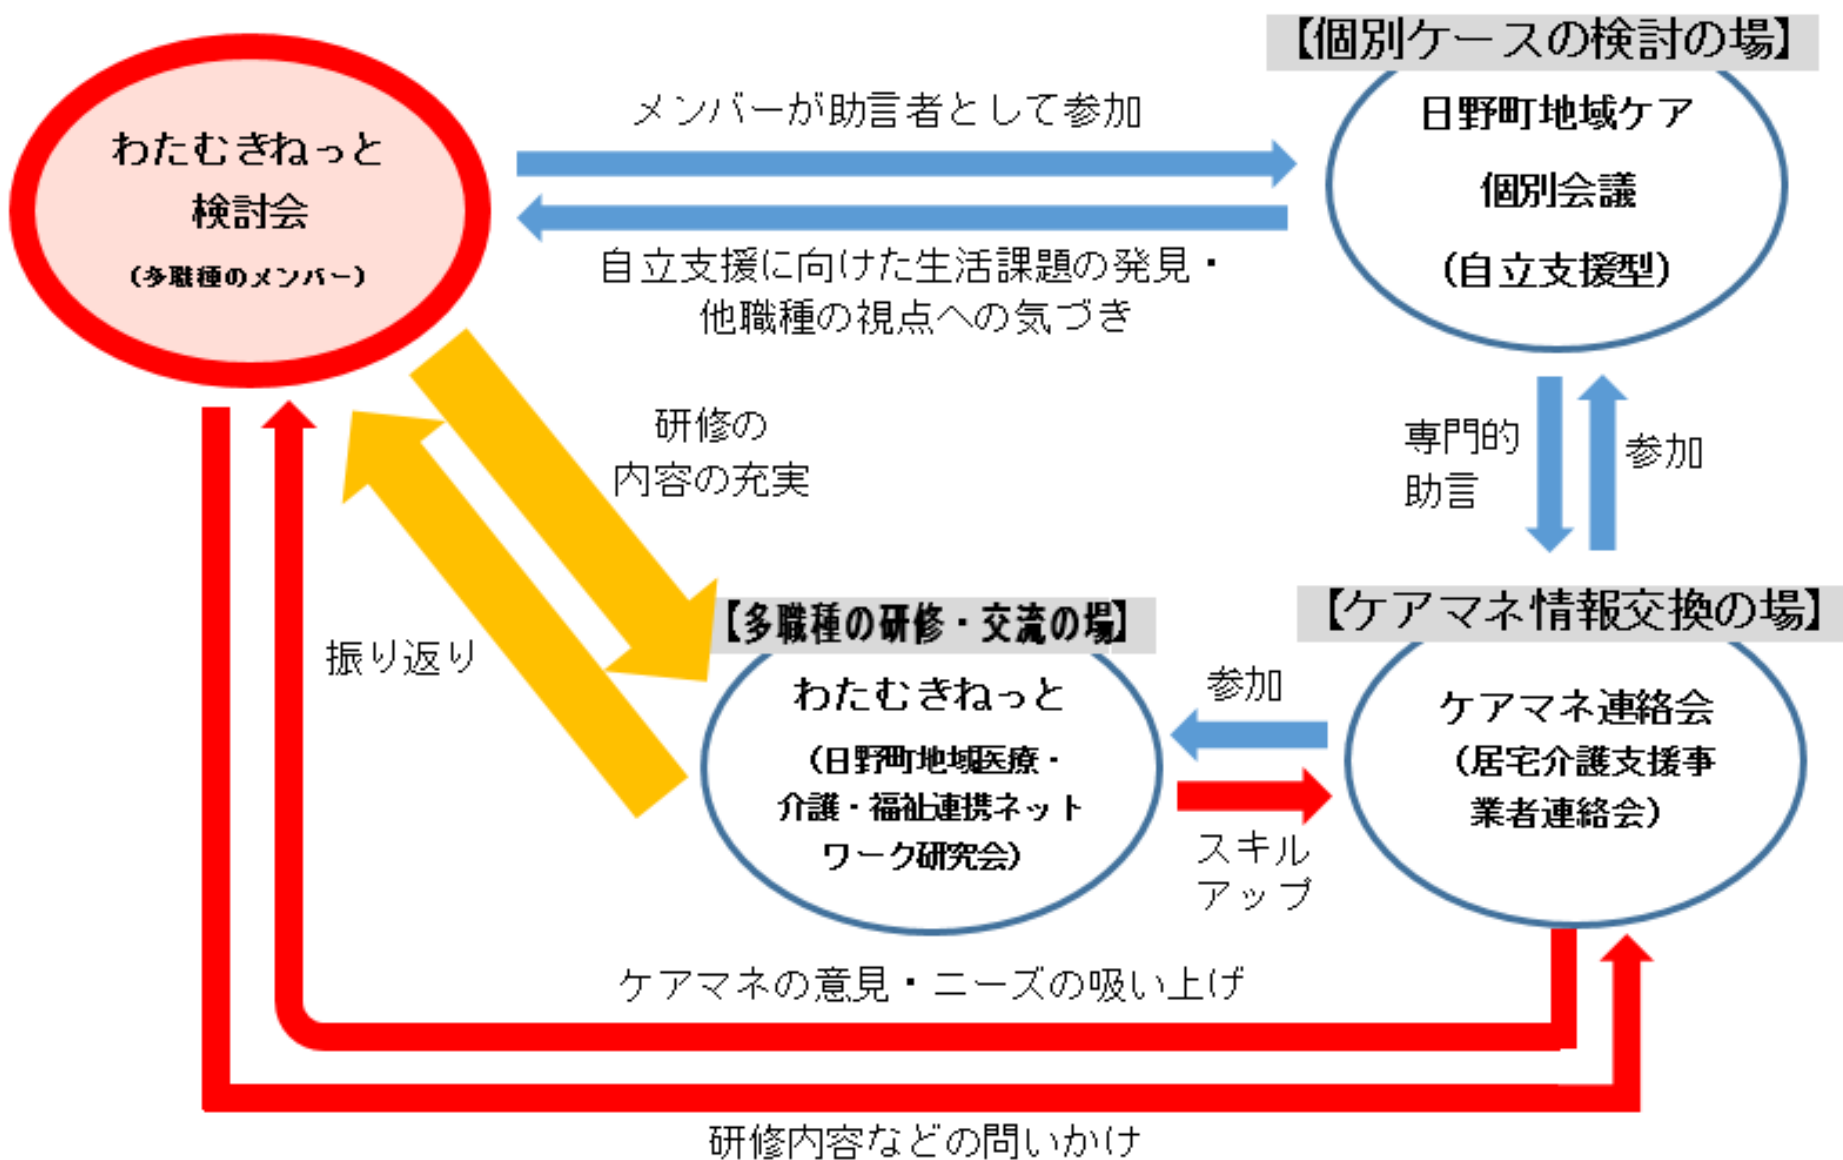 【個別ケースの検討の場】
わたむきねっと
検討会
(多職種のメンバー)
メンバーが助言者として参加
日野町地域ケア
個別会議
(自立支援型)
自立支援に向けた生活課題の発見・
他職種の視点への気づき
研修の
内容の充実
専門的
助言
参加
振り返り
【多職種の研修・交流の場】
わたむきねっと
(日野町地域医療・
介護・福祉連携ネット
ワーク研究会)
参加
スキル
アップ
【ケアマネ情報交換の場】
ケアマネ連絡会
(居宅介護支援事
業者連絡会)
ケアマネの意見・ニーズの吸い上げ
研修内容などの問いかけ